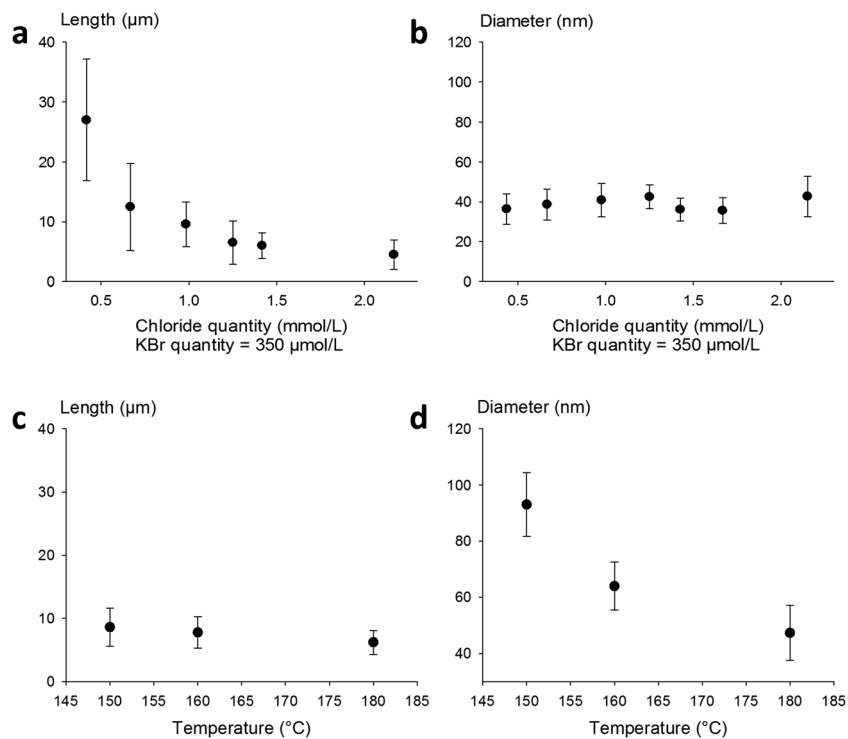 a
Length (μm)
40
30
20
10
0
0.5 1.0 1.5 2.0
Chloride quantity (mmol/L)
KBr quantity = 350 μmol/L
b
Diameter (nm)
120
100
80
60
40
20
0
0.5 1.0 1.5 2.0
Chloride quantity (mmol/L)
KBr quantity = 350 μmol/L
c
Length (μm)
40
30
20
10
0
145 150 155 160 165 170 175 180 185
Temperature (°C)
d
Diameter (nm)
120
100
80
60
40
145 150 155 160 165 170 175 180 185
Temperature (°C)